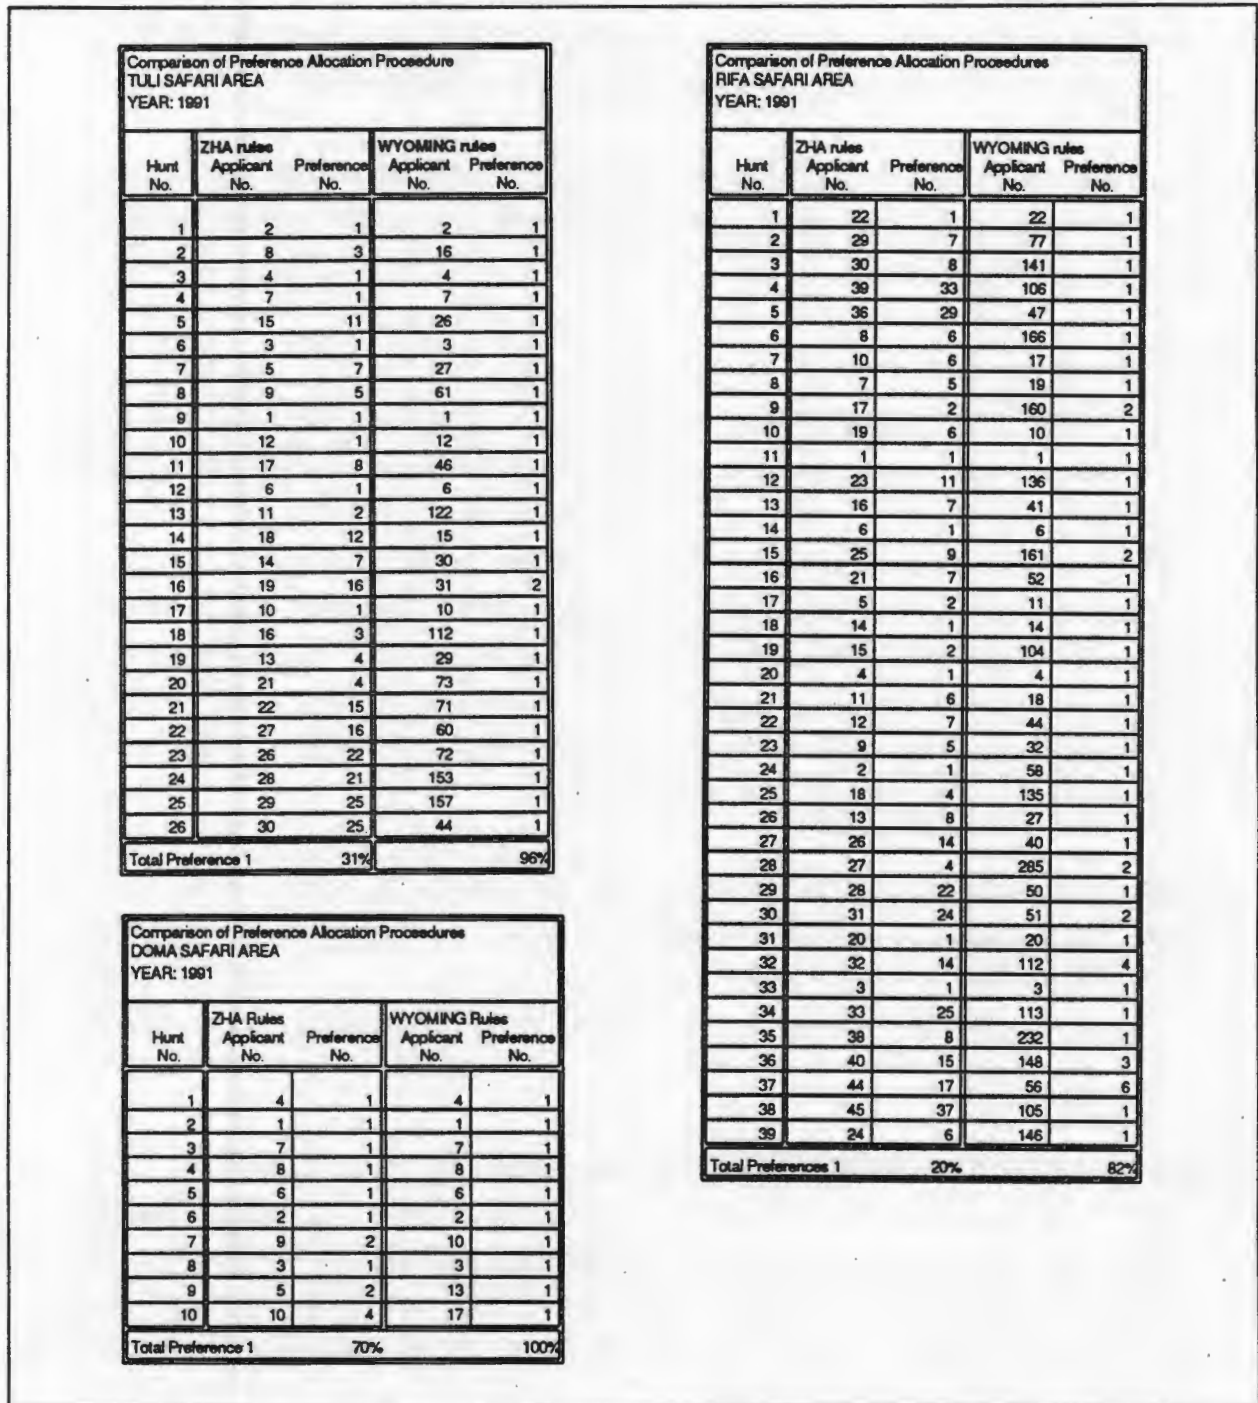 Comparison of Preference Allocation Proceedure
TULI SAFARI AREA
YEAR: 1991
ZHA rules WYOMING rules
Hunt Applicant Preference Applicant Preference
No. No. No. No. No.
1 2 1 2 1
2 8 3 16 1
3 4 1 4 1
4 7 1 7 1
5 15 11 26 1
6 3 1 3 1
7 5 7 27 1
8 9 5 61 1
9 1 1 1 1
10 12 1 12 1
11 17 8 46 1
12 6 1 6 1
13 11 2 122 1
14 18 12 15 1
15 14 7 30 1
16 19 16 31 2
17 10 1 10 1
18 16 3 112 1
19 13 4 29 1
20 21 4 73 1
21 22 15 71 1
22 27 16 60 1
23 26 22 72 1
24 28 21 153 1
25 29 25 157 1
26 30 25 44 1
Total Preference 1 31% 96%
Comparison of Preference Allocation Proceedures
DOMA SAFARI AREA
YEAR: 1991
ZHA Rules WYOMING Rules
Hunt Applicant Preference Applicant Preference
No. No. No. No. No.
1 4 1 4 1
2 1 1 1 1
3 7 1 7 1
4 8 1 8 1
5 6 1 6 1
6 2 1 2 1
7 9 2 10 1
8 3 1 3 1
9 5 2 13 1
10 10 4 17 1
Total Preference 1 70% 100%
Comparison of Preference Allocation Proceedures
RIFA SAFARI AREA
YEAR: 1991
ZHA rules WYOMING rules
Hunt Applicant Preference Applicant Preference
No. No. No. No. No.
1 22 1 22 1
2 29 7 77 1
3 30 8 141 1
4 39 33 106 1
5 36 29 47 1
6 8 6 166 1
7 10 6 17 1
8 7 5 19 1
9 17 2 160 2
10 19 6 10 1
11 1 1 1 1
12 23 11 136 1
13 16 7 41 1
14 6 1 6 1
15 25 9 161 2
16 21 7 52 1
17 5 2 11 1
18 14 1 14 1
19 15 2 104 1
20 4 1 4 1
21 11 6 18 1
22 12 7 44 1
23 9 5 32 1
24 2 1 58 1
25 18 4 135 1
26 13 8 27 1
27 26 14 40 1
28 27 4 285 2
29 28 22 50 1
30 31 24 51 2
31 20 1 20 1
32 32 14 112 4
33 3 1 3 1
34 33 25 113 1
35 38 8 232 1
36 40 15 148 3
37 44 17 56 6
38 45 37 105 1
39 24 6 146 1
Total Preferences 1 20% 82%